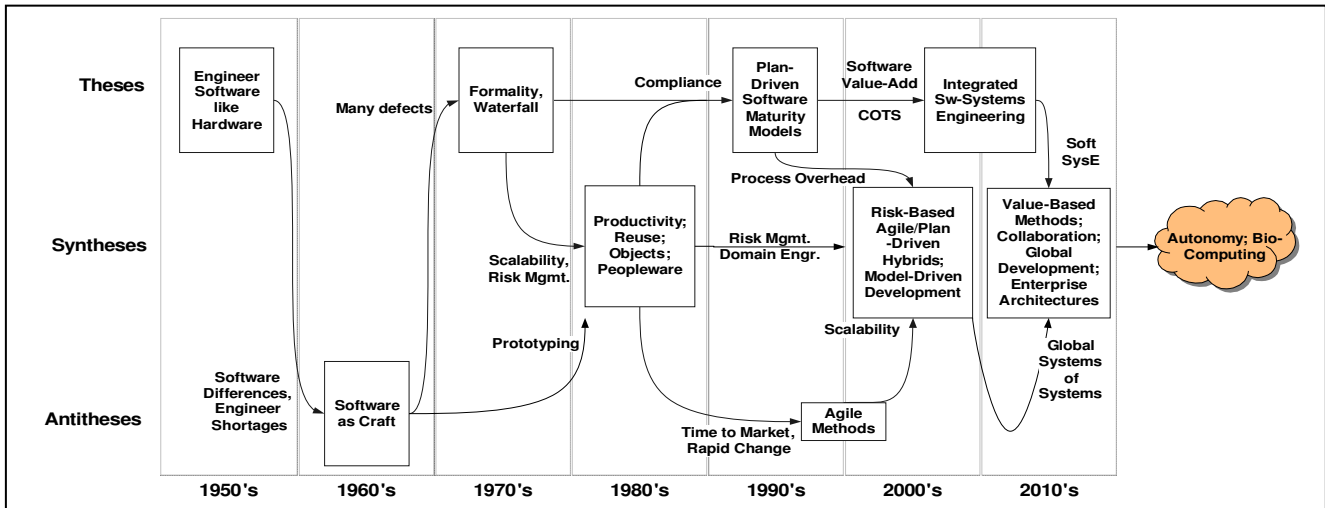 Theses
Engineer
Software
like
Hardware
Many defects
Formality,
Waterfall
Compliance
Plan-
Driven
Software
Maturity
Models
Software
Value-Add
COTS
Integrated
Sw-Systems
Engineering
Soft
SysE
Process Overhead
Syntheses
Scalability,
Risk Mgmt.
Productivity;
Reuse;
Objects;
Peopleware
Risk Mgmt.
Domain Engr.
Risk-Based
Agile/Plan
-Driven
Hybrids;
Model-Driven
Development
Value-Based
Methods;
Collaboration;
Global
Development;
Enterprise
Architectures
Autonomy; Bio-
Computing
Prototyping
Scalability
Global
Systems
of
Systems
Antitheses
Software
Differences,
Engineer
Shortages
Software
as Craft
Time to Market,
Rapid Change
Agile
Methods
1950's
1960's
1970's
1980's
1990's
2000's
2010's